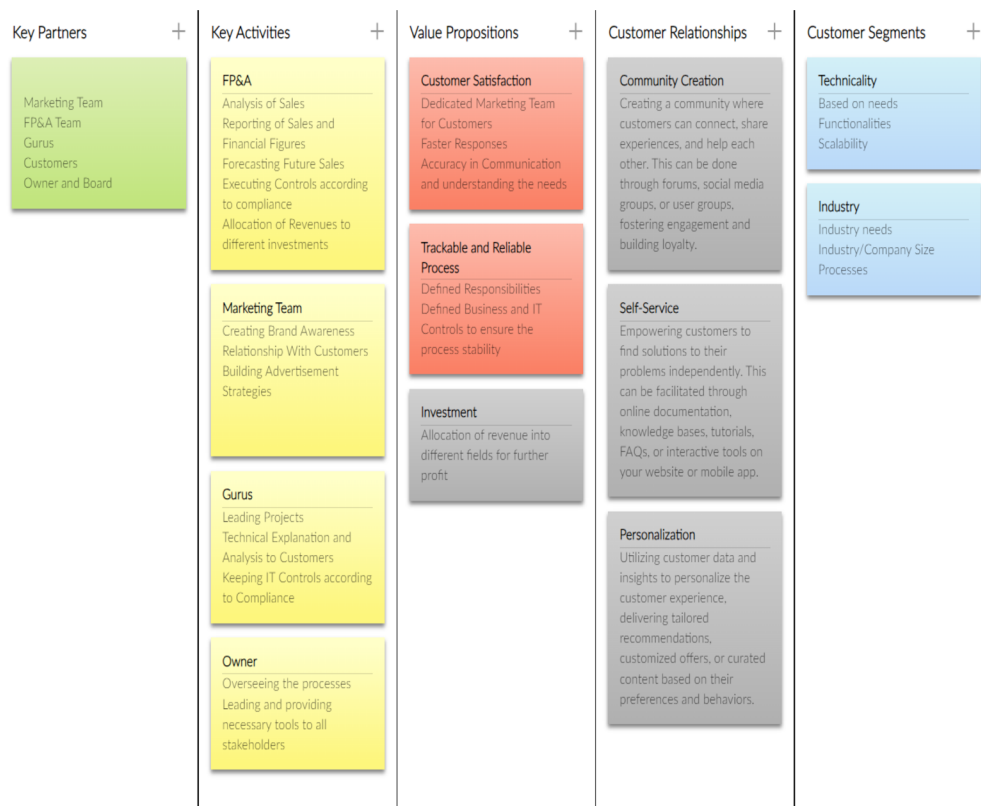 Key Partners +
Marketing Team
FP&A Team
Gurus
Customers
Owner and Board
Key Activities +
FP&A
Analysis of Sales
Reporting of Sales and
Financial Figures
Forecasting Future Sales
Executing Controls according
to compliance
Allocation of Revenues to
different investments
Marketing Team
Creating Brand Awareness
Relationship With Customers
Building Advertisement
Strategies
Gurus
Leading Projects
Technical Explanation and
Analysis to Customers
Keeping IT Controls according
to Compliance
Owner
Overseeing the processes
Leading and providing
necessary tools to all
stakeholders
Value Propositions +
Customer Satisfaction
Dedicated Marketing Team
for Customers
Faster Responses
Accuracy in Communication
and understanding the needs
Trackable and Reliable
Process
Defined Responsibilities
Defined Business and IT
Controls to ensure the
process stability
Investment
Allocation of revenue into
different fields for further
profit
Customer Relationships +
Community Creation
Creating a community where
customers can connect, share
experiences, and help each
other. This can be done
through forums, social media
groups, or user groups,
fostering engagement and
building loyalty.
Self-Service
Empowering customers to
find solutions to their
problems independently. This
can be facilitated through
online documentation,
knowledge bases, tutorials,
FAQs, or interactive tools on
your website or mobile app.
Personalization
Utilizing customer data and
insights to personalize the
customer experience,
delivering tailored
recommendations,
customized offers, or curated
content based on their
preferences and behaviors.
Customer Segments +
Technicality
Based on needs
Functionalities
Scalability
Industry
Industry needs
Industry/Company Size
Processes